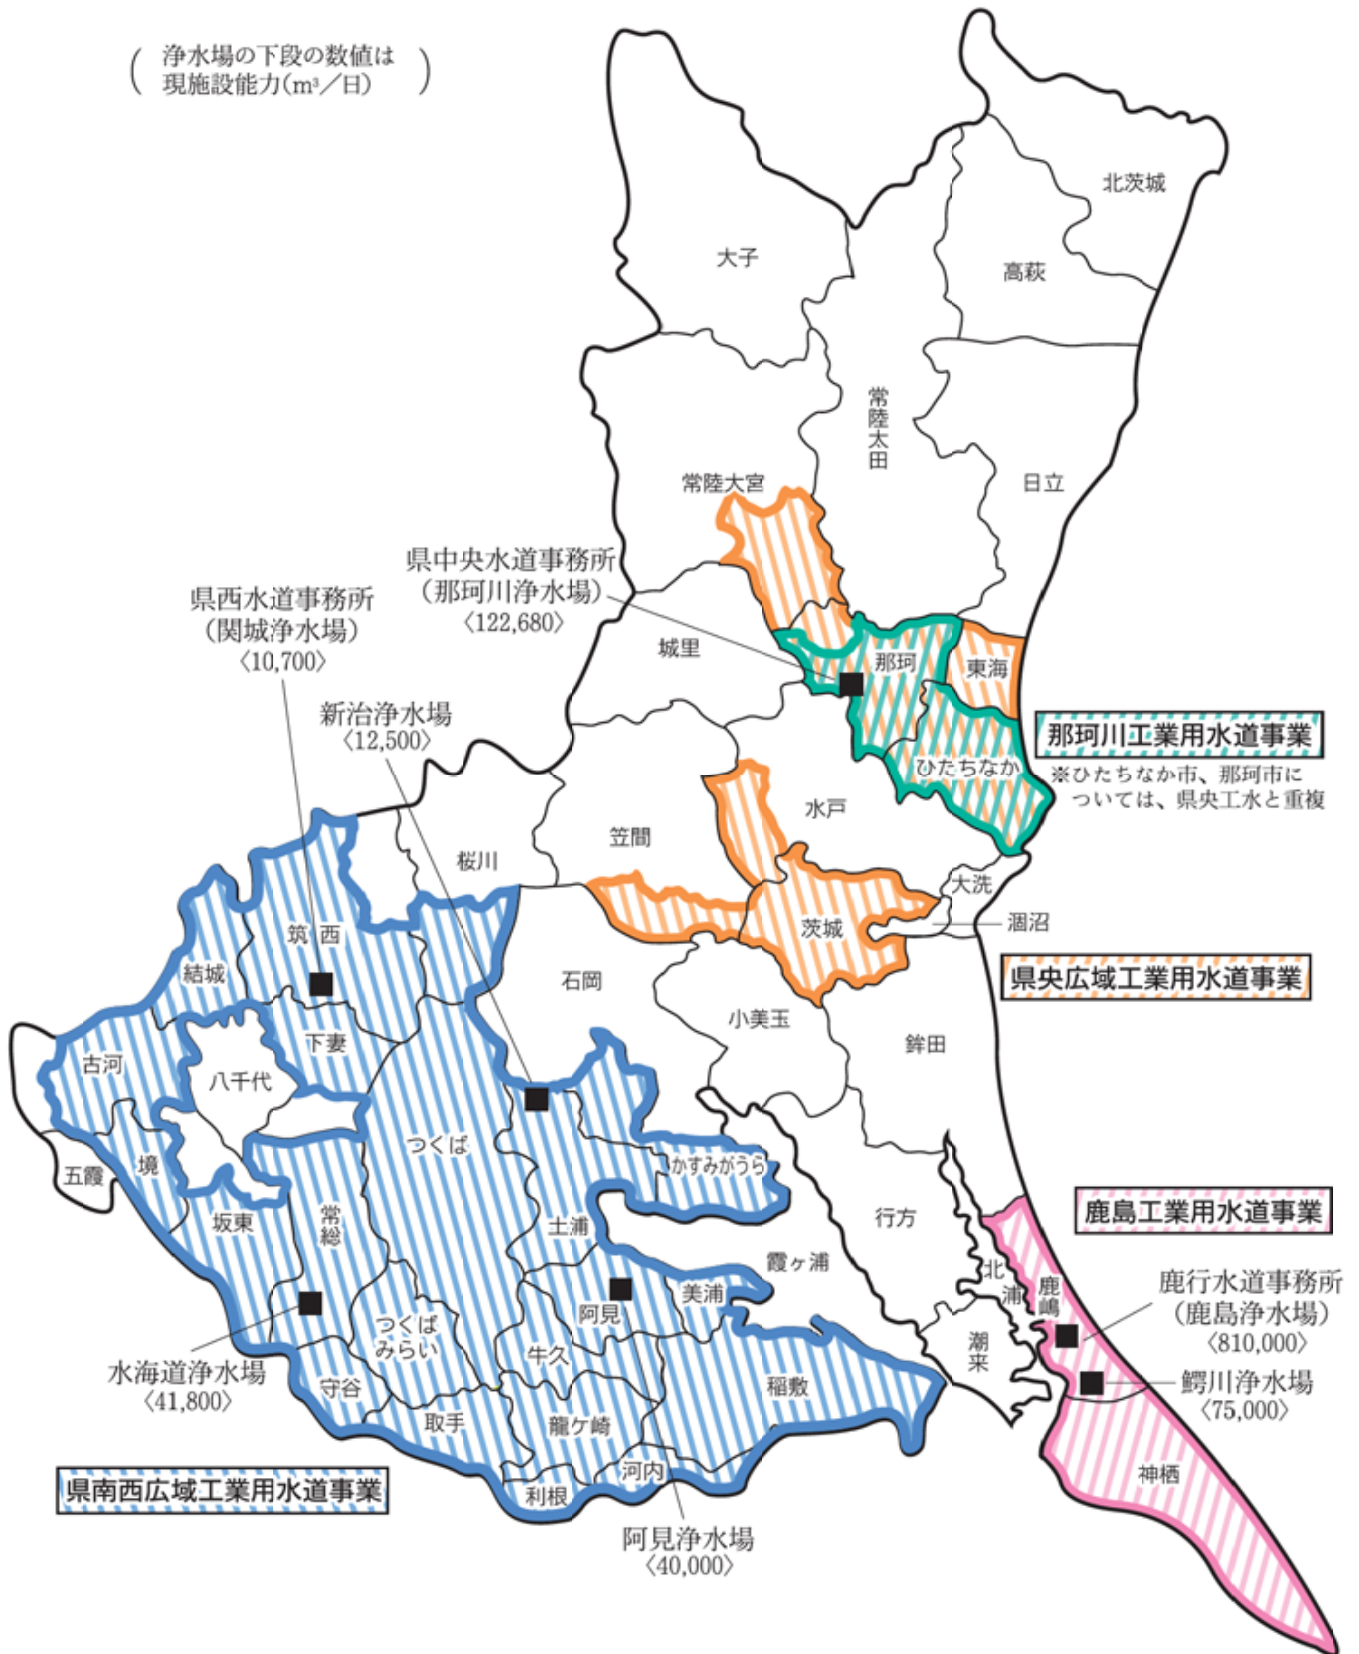 浄水場の下段の数値は
現施設能力(m³／日)
北茨城
大子
高萩
常陸太田
常陸大宮
日立
県中央水道事務所
（那珂川浄水場）
〈122,680〉
県西水道事務所
（関城浄水場）
〈10,700〉
城里
那珂
東海
新治浄水場
〈12,500〉
那珂川工業用水道事業
※ひたちなか市、那珂市に
ついては、県央工水と重複
ひたちなか
水戸
笠間
桜川
大洗
涸沼
茨城
筑西
結城
石岡
県央広域工業用水道事業
小美玉
鉾田
下妻
古河
八千代
つくば
かすみがうら
境
五霞
坂東
常総
土浦
行方
鹿島工業用水道事業
霞ヶ浦
北浦
鹿嶋
鹿行水道事務所
（鹿島浄水場）
〈810,000〉
美浦
阿見
つくば
みらい
牛久
潮来
水海道浄水場
〈41,800〉
守谷
稲敷
鰐川浄水場
〈75,000〉
取手
龍ケ崎
河内
神栖
県南西広域工業用水道事業
利根
阿見浄水場
〈40,000〉